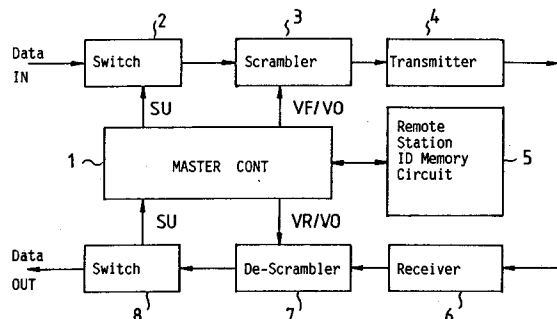 2
3
4
Data
IN
Switch
Scrambler
Transmitter
SU
VF/VO
1
MASTER CONT
Remote
Station
ID Memory
Circuit
5
SU
VR/VO
Data
OUT
Switch
De-Scrambler
Receiver
8
7
6